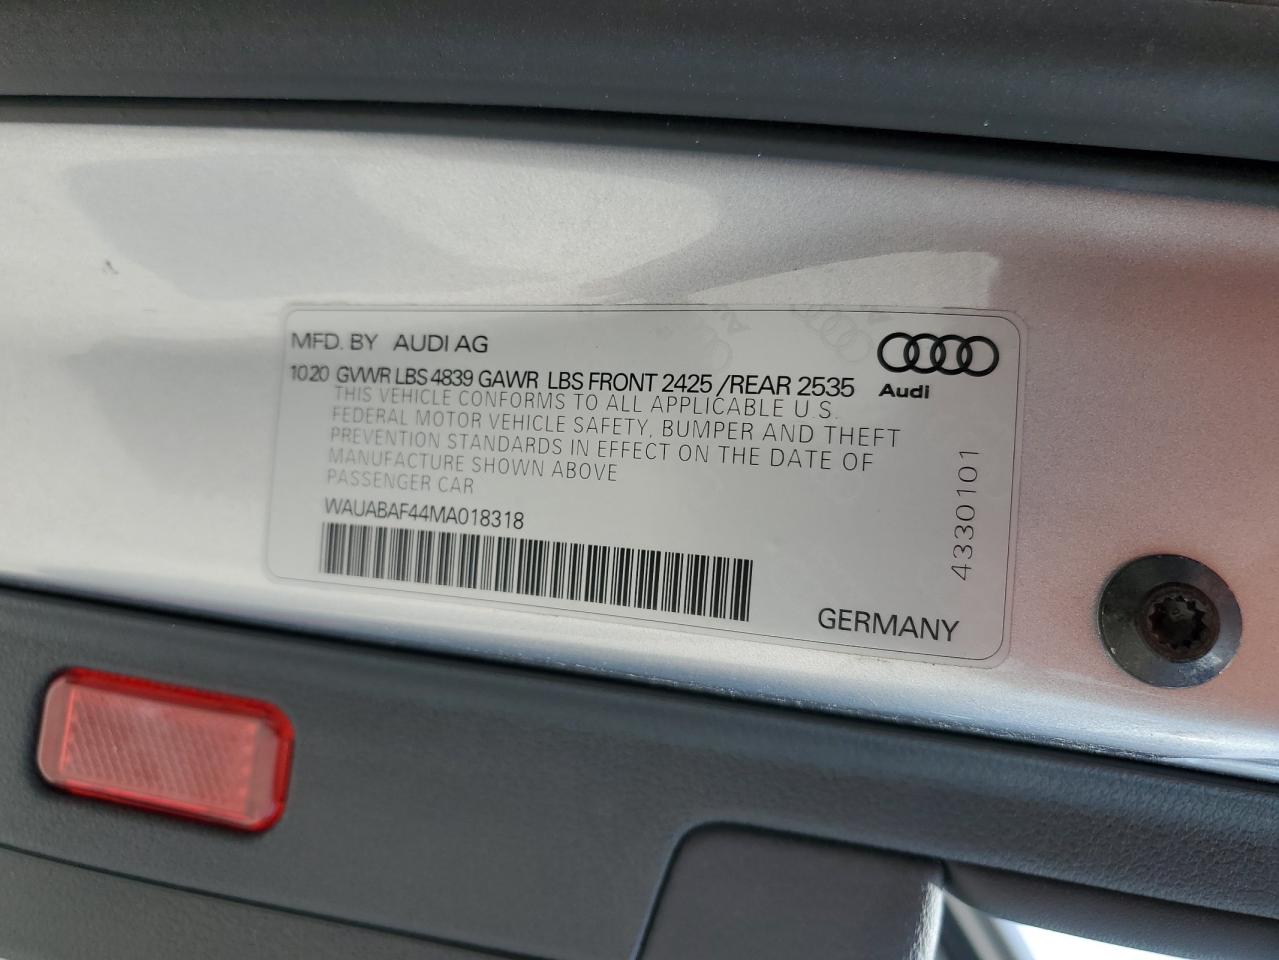 MFD. BY AUDI AG
1020 GVWR LBS 4839 GAWR LBS FRONT 2425 /REAR 2535
THIS VEHICLE CONFORMS TO ALL APPLICABLE U.S.
FEDERAL MOTOR VEHICLE SAFETY, BUMPER AND THEFT
PREVENTION STANDARDS IN EFFECT ON THE DATE OF
MANUFACTURE SHOWN ABOVE
PASSENGER CAR
WAUABAF44MA018318
GERMANY
Audi
4330101